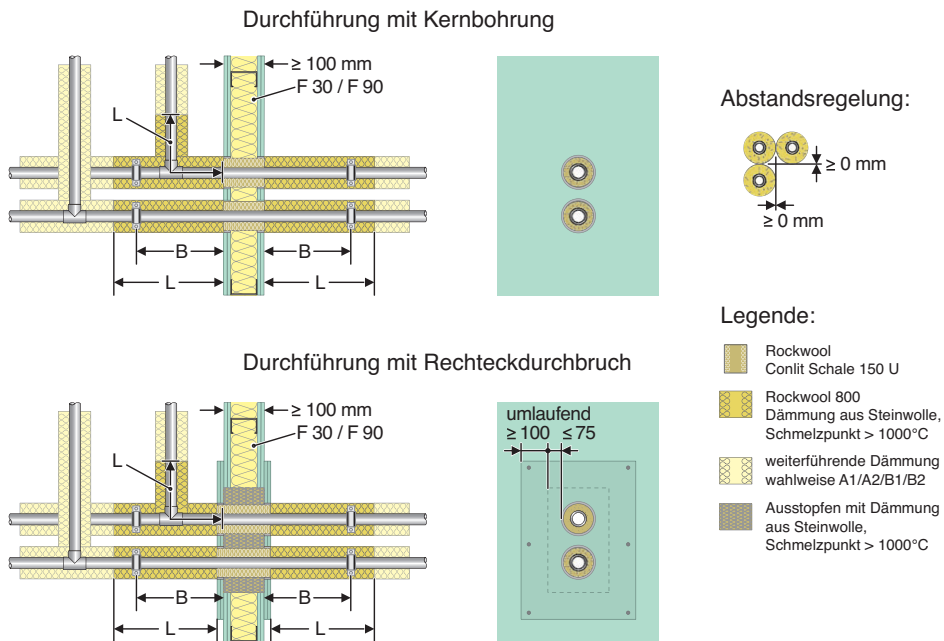 Durchführung mit Kernbohrung
≥ 100 mm
F 30 / F 90
L
B
B
L
L
Abstandsregelung:
≥ 0 mm
≥ 0 mm
Durchführung mit Rechteckdurchbruch
≥ 100 mm
F 30 / F 90
L
B
B
L
L
umlaufend
≥ 100
≤ 75
Legende:
Rockwool
Conlit Schale 150 U
Rockwool 800
Dämmung aus Steinwolle,
Schmelzpunkt > 1000°C
weiterführende Dämmung
wahlweise A1/A2/B1/B2
Ausstopfen mit Dämmung
aus Steinwolle,
Schmelzpunkt > 1000°C